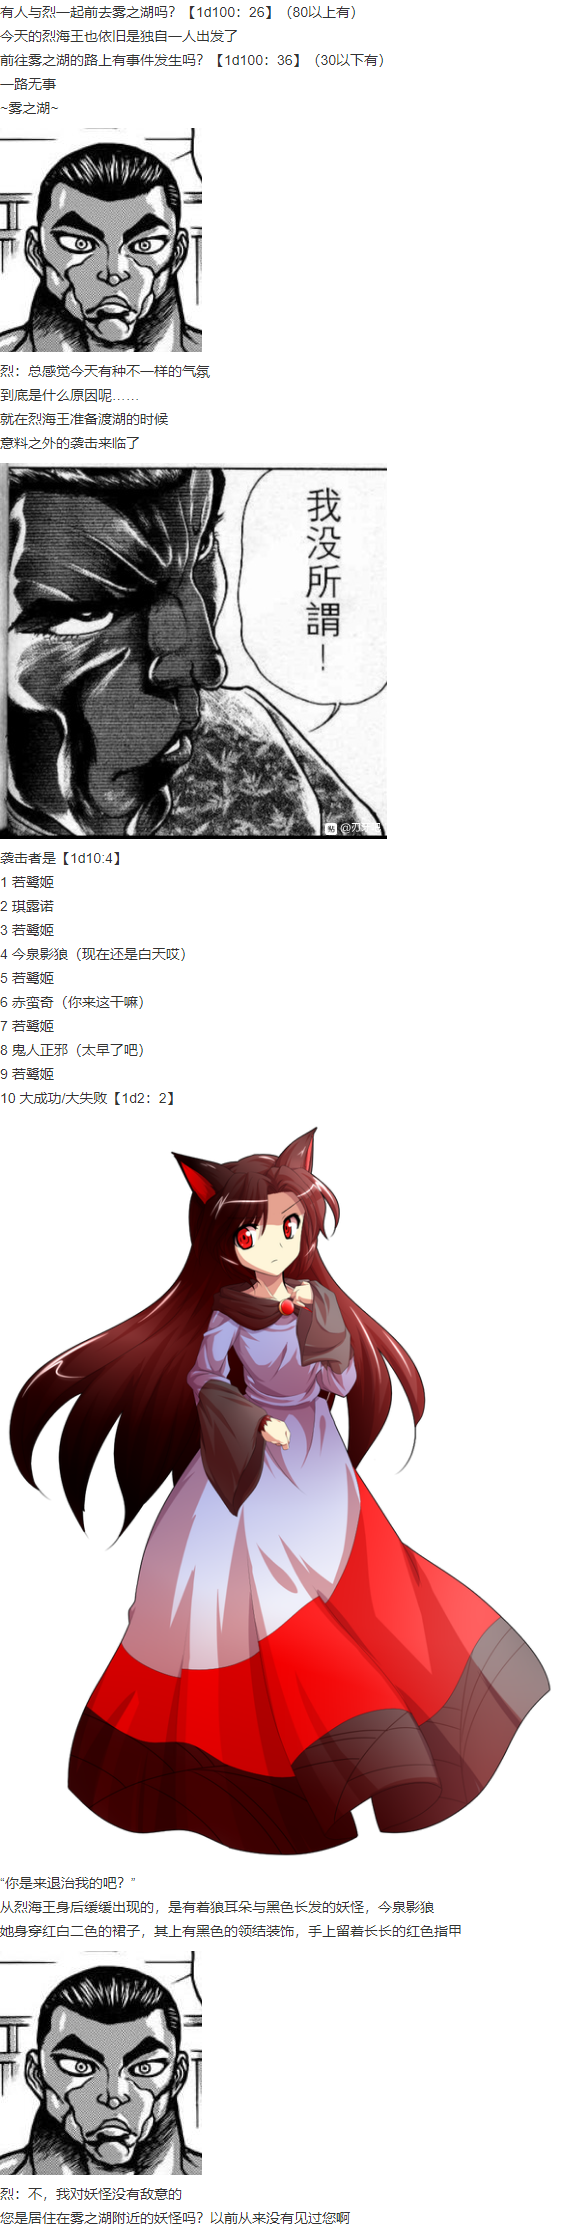 有人与烈一起前去雾之湖吗？【1d100：26】（80以上有）
今天的烈海王也依旧是独自一人出发了
前往雾之湖的路上有事件发生吗？【1d100：36】（30以下有）
一路无事
~雾之湖~
烈：总感觉今天有种不一样的气氛
到底是什么原因呢……
就在烈海王准备渡湖的时候
意料之外的袭击来临了
我没所謂！
袭击者是【1d10:4】
1 若鹭姬
2 琪露诺
3 若鹭姬
4 今泉影狼（现在还是白天哎）
5 若鹭姬
6 赤蛮奇（你来这干嘛）
7 若鹭姬
8 鬼人正邪（太早了吧）
9 若鹭姬
10 大成功/大失败【1d2：2】
“你是来退治我的吧？”
从烈海王身后缓缓出现的，是有着狼耳朵与黑色长发的妖怪，今泉影狼
她身穿红白二色的裙子，其上有黑色的领结装饰，手上留着长长的红色指甲
烈：不，我对妖怪没有敌意的
您是居住在雾之湖附近的妖怪吗？以前从来没有见过您啊